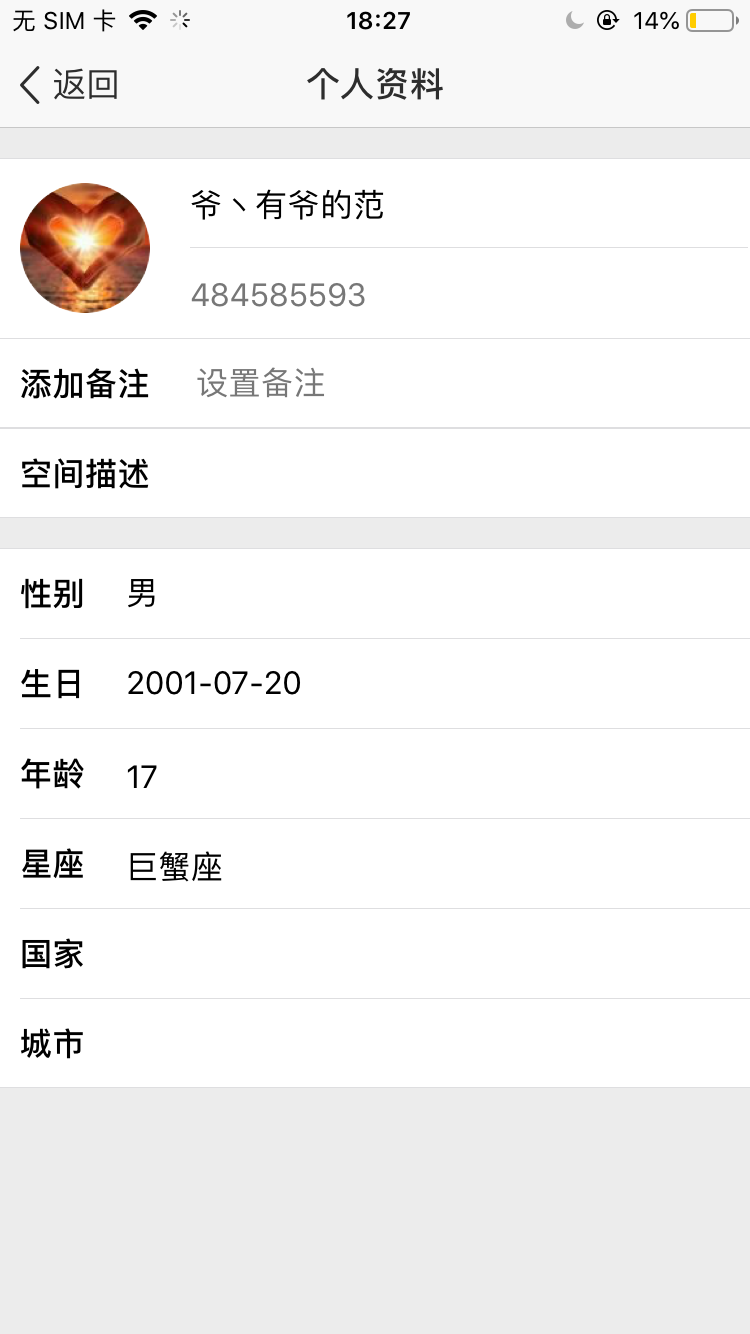 无 SIM 卡 18:27 14%
返回 个人资料
爷丶有爷的范
484585593
添加备注 设置备注
空间描述
性别 男
生日 2001-07-20
年龄 17
星座 巨蟹座
国家
城市